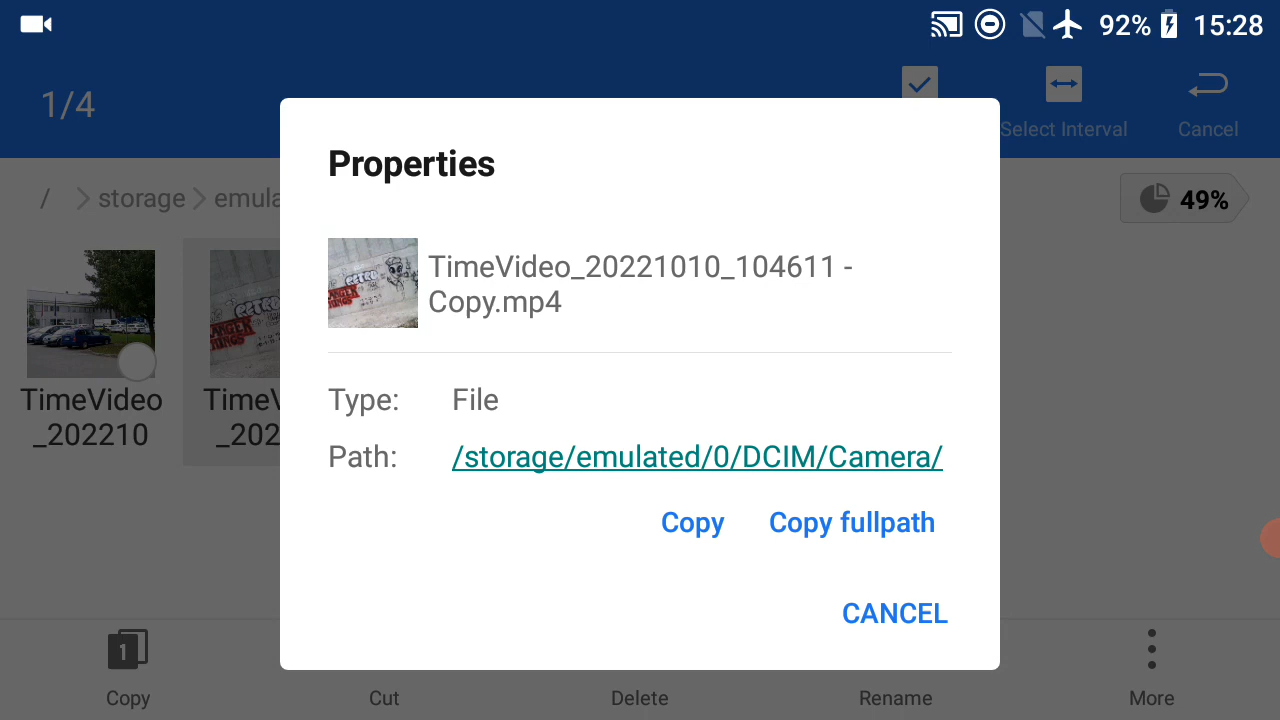 92% 15:28
1/4
Select Interval
Cancel
/ storage emula
49%
Properties
TimeVideo_20221010_104611 -
Copy.mp4
Type: File
Path: /storage/emulated/0/DCIM/Camera/
Copy Copy fullpath
CANCEL
TimeVideo
_202210
TimeV
_202
1
Copy
Cut
Delete
Rename
More